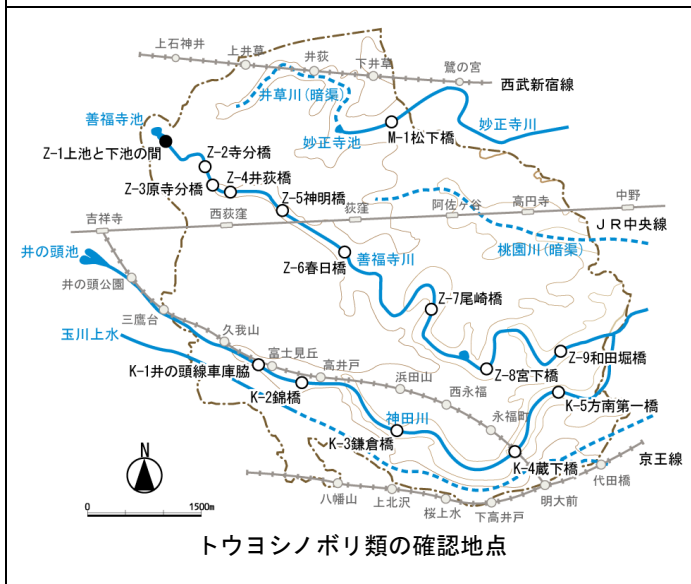 上石神井
上井草
井荻
下井草
鷺の宮
西武新宿線
井草川(暗渠)
善福寺池
妙正寺池
M-1松下橋
妙正寺川
Z-1上池と下池の間
Z-2寺分橋
Z-4井荻橋
Z-3原寺分橋
Z-5神明橋
吉祥寺
西荻窪
荻窪
阿佐ヶ谷
高円寺
中野
JR中央線
井の頭池
Z-6春日橋
善福寺川
桃園川(暗渠)
井の頭公園
Z-7尾崎橋
三鷹台
玉川上水
久我山
富士見丘
高井戸
Z-9和田堀橋
K-1井の頭線車庫脇
浜田山
Z-8宮下橋
K-2錦橋
西永福
K-5方南第一橋
神田川
永福町
K-3鎌倉橋
K-4蔵下橋
京王線
N
代田橋
八幡山
上北沢
桜上水
下高井戸
明大前
0 1500m
トウヨシノボリ類の確認地点